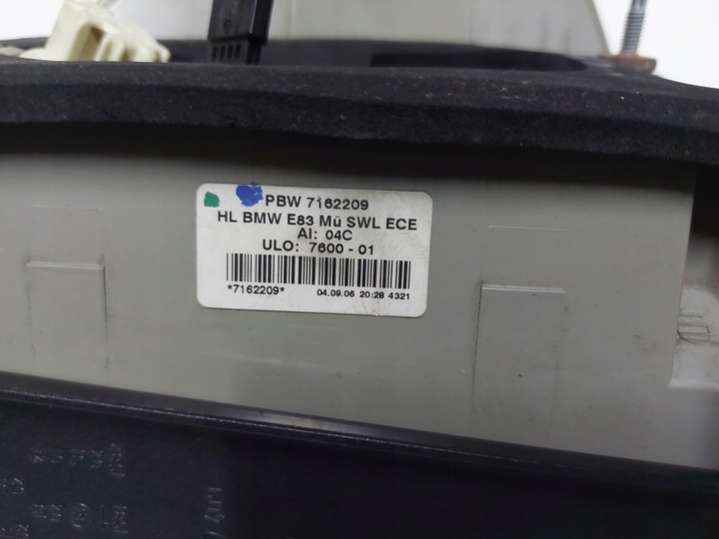 PBW 7162209
HL BMW E83 Mü SWL ECE
AI: 04C
ULO: 7600 - 01
*7162209* 04.09.06 20:28 4321